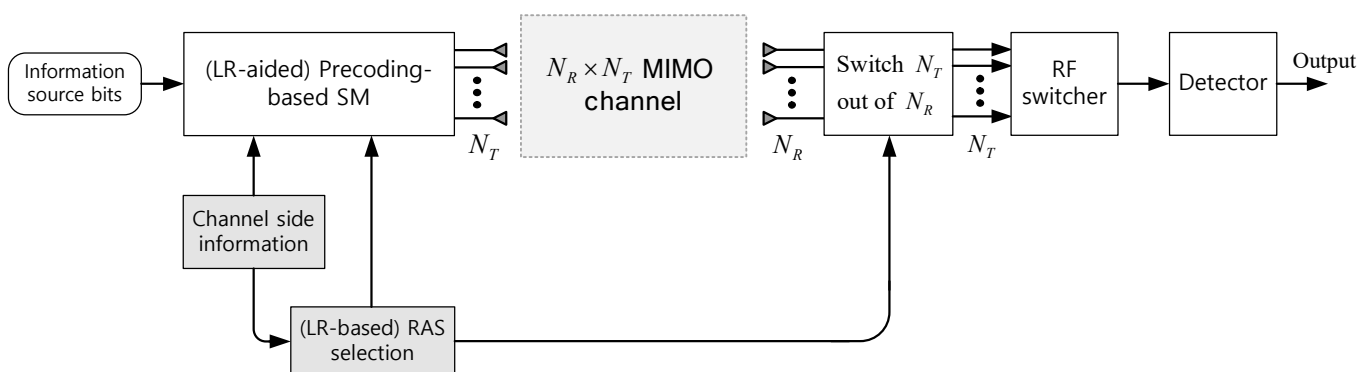 Information
source bits
(LR-aided) Precoding-
based SM
N_T
N_R × N_T MIMO
channel
N_R
Switch N_T
out of N_R
N_T
RF
switcher
Detector
Output
Channel side
information
(LR-based) RAS
selection